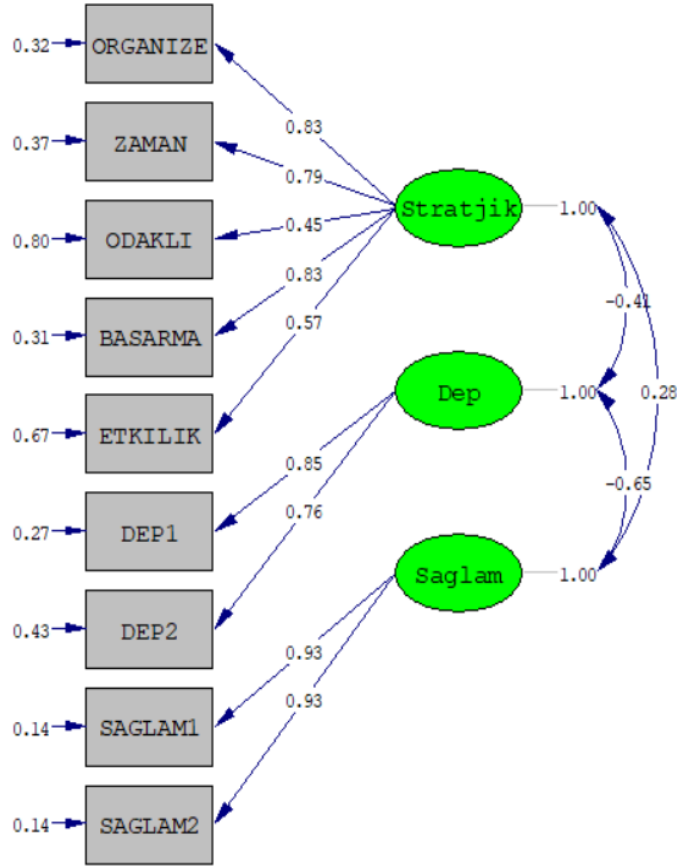 0.32 ORGANIZE
0.83
0.37 ZAMAN
0.79
Stratjik 1.00
0.80 ODAKLI
0.45
0.83
-0.41
0.31 BASARMA
0.57
Dep 1.00 0.28
0.67 ETKILIK
0.85
-0.65
0.76
0.27 DEP1
Saglam 1.00
0.43 DEP2
0.93
0.93
0.14 SAGLAM1
0.14 SAGLAM2